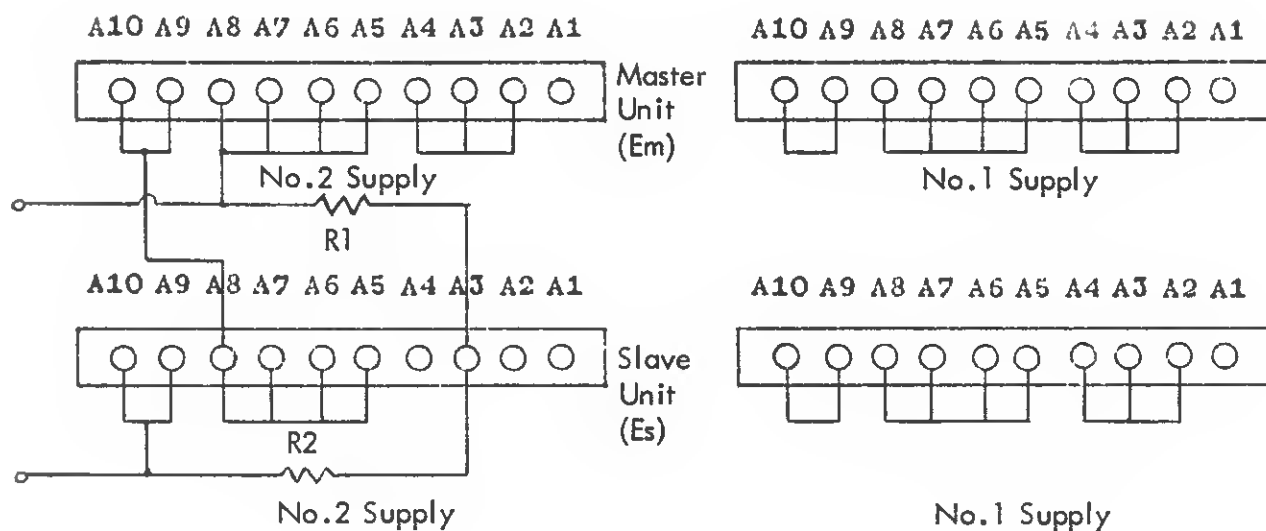 A10 A9 A8 A7 A6 A5 A4 A3 A2 A1
A10 A9 A8 A7 A6 A5 A4 A3 A2 A1
Master
Unit
(Em)
No.2 Supply
No.1 Supply
R1
A10 A9 A8 A7 A6 A5 A4 A3 A2 A1
A10 A9 A8 A7 A6 A5 A4 A3 A2 A1
Slave
Unit
(Es)
R2
No.2 Supply
No.1 Supply